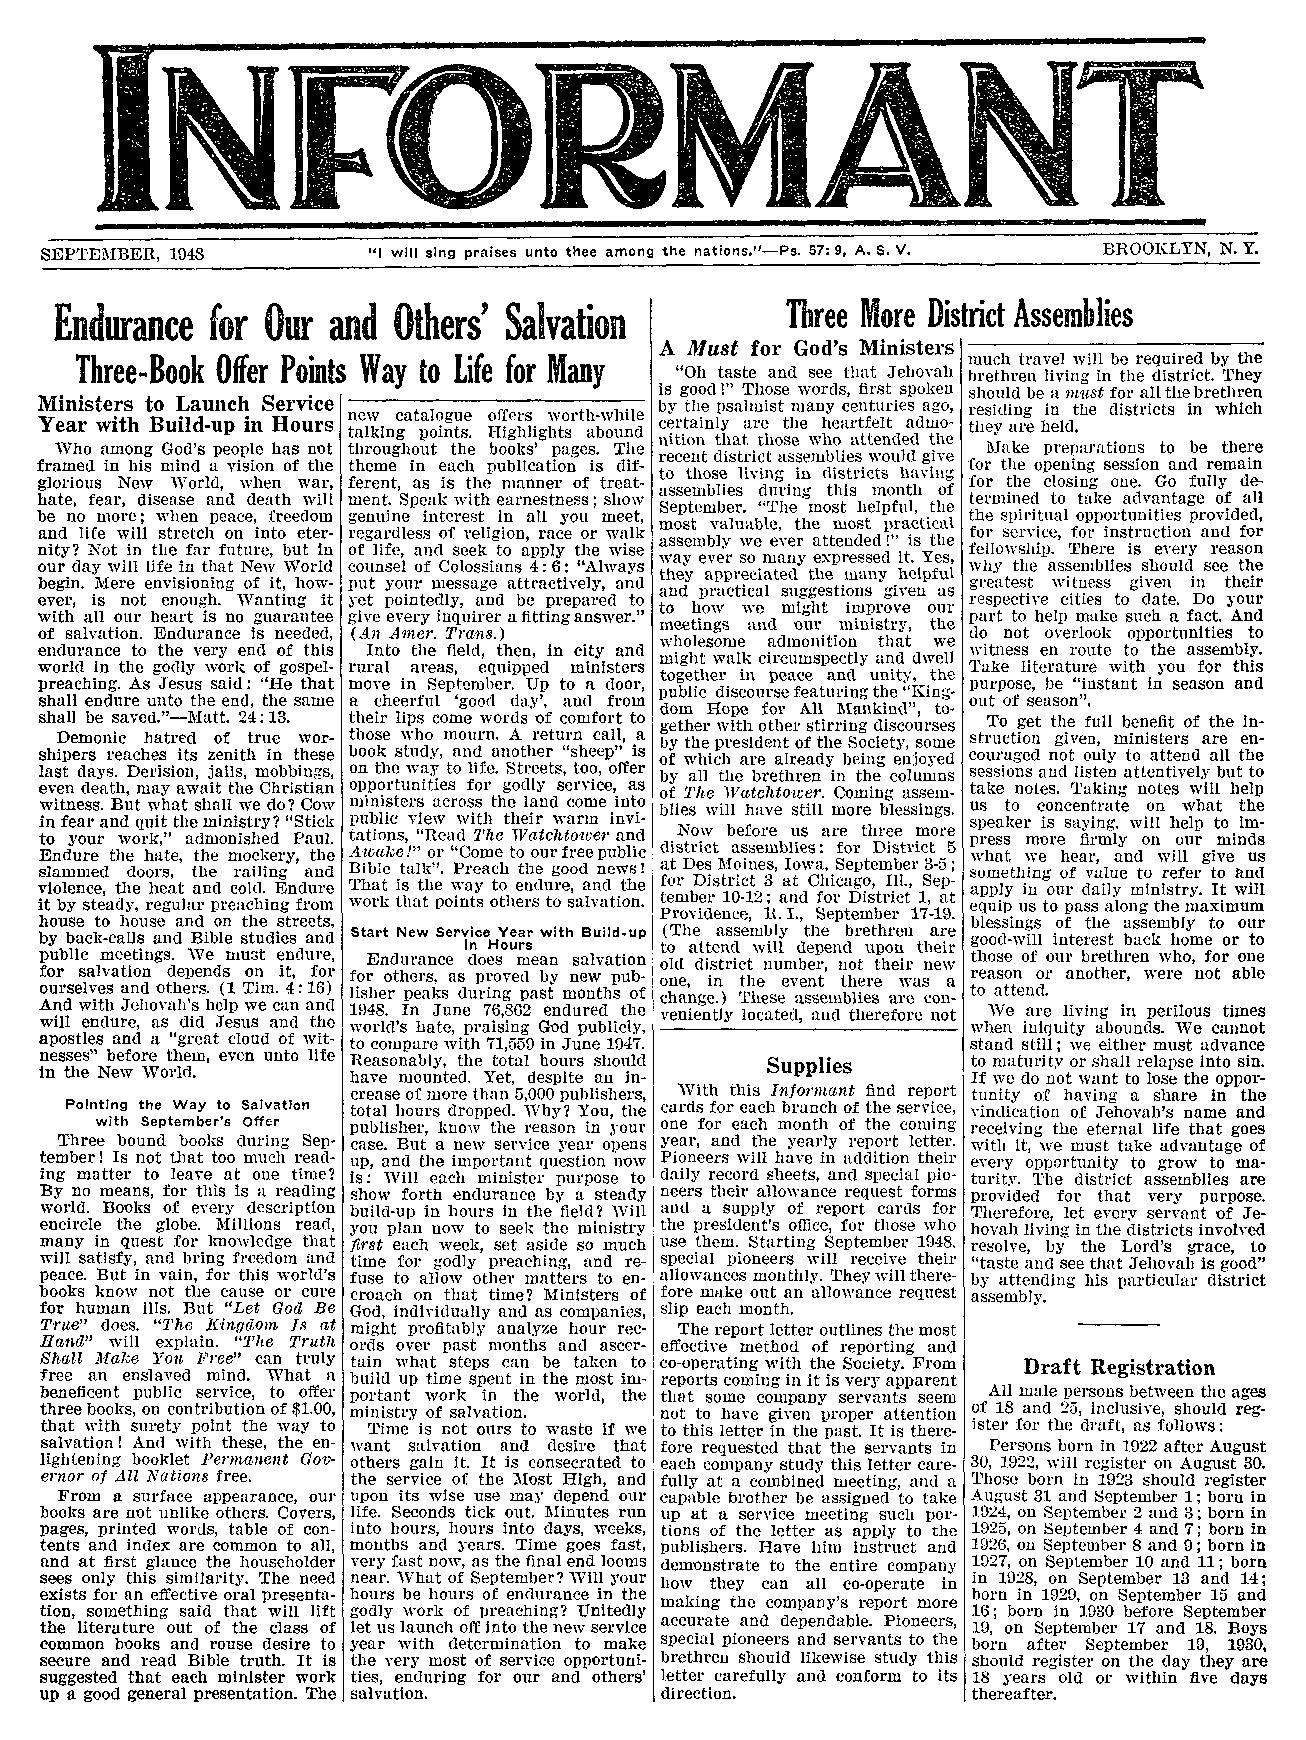 INFORMANT
SEPTEMBER, 1948
"I will sing praises unto thee among the nations."—Ps. 57:9, A. S. V.
BROOKLYN, N. Y.
Endurance for Our and Others' Salvation
Three-Book Offer Points Way to Life for Many
Ministers to Launch Service
Year with Build-up in Hours
Who among God's people has not
framed in his mind a vision of the
glorious New World, when war,
hate, fear, disease and death will
be no more; when peace, freedom
and life will stretch on into eter-
nity? Not in the far future, but in
our day will life in that New World
begin. Mere envisioning of it, how-
ever, is not enough. Wanting it
with all our heart is no guarantee
of salvation. Endurance is needed,
endurance to the very end of this
world in the godly work of gospel-
preaching. As Jesus said: "He that
shall endure unto the end, the same
shall be saved."—Matt. 24:13.
Demonic hatred of true wor-
shipers reaches its zenith in these
last days. Derision, jails, mobbings,
even death, may await the Christian
witness. But what shall we do? Cow
in fear and quit the ministry? "Stick
to your work," admonished Paul.
Endure the hate, the mockery, the
slammed doors, the railing and
violence, the heat and cold. Endure
it by steady, regular preaching from
house to house and on the streets,
by back-calls and Bible studies and
public meetings. We must endure,
for salvation depends on it, for
ourselves and others. (1 Tim. 4:16)
And with Jehovah's help we can and
will endure, as did Jesus and the
apostles and a "great cloud of wit-
nesses" before them, even unto life
in the New World.
Pointing the Way to Salvation
with September's Offer
Three bound books during Sep-
tember! Is not that too much read-
ing matter to leave at one time?
By no means, for this is a reading
world. Books of every description
encircle the globe. Millions read,
many in quest for knowledge that
will satisfy, and bring freedom and
peace. But in vain, for this world's
books know not the cause or cure
for human ills. But "Let God Be
True" does. "The Kingdom Is at
Hand" will explain. "The Truth
Shall Make You Free" can truly
free an enslaved mind. What a
beneficent public service, to offer
three books, on contribution of $1.00,
that with surety point the way to
salvation! And with these, the en-
lightening booklet Permanent Gov-
ernor of All Nations free.
From a surface appearance, our
books are not unlike others. Covers,
pages, printed words, table of con-
tents and index are common to all,
and at first glance the householder
sees only this similarity. The need
exists for an effective oral presenta-
tion, something said that will lift
the literature out of the class of
common books and rouse desire to
secure and read Bible truth. It is
suggested that each minister work
up a good general presentation. The
new catalogue offers worth-while
talking points. Highlights abound
throughout the books' pages. The
theme in each publication is dif-
ferent, as is the manner of treat-
ment. Speak with earnestness; show
genuine interest in all you meet,
regardless of religion, race or walk
of life, and seek to apply the wise
counsel of Colossians 4:6: "Always
put your message attractively, and
yet pointedly, and be prepared to
give every inquirer a fitting answer."
(An Amer. Trans.)
Into the field, then, in city and
rural areas, equipped ministers
move in September. Up to a door,
a cheerful 'good day', and from
their lips come words of comfort to
those who mourn. A return call, a
book study, and another "sheep" is
on the way to life. Streets, too, offer
opportunities for godly service, as
ministers across the land come into
public view with their warm invi-
tations, "Read The Watchtower and
Awake!" or "Come to our free public
Bible talk". Preach the good news!
That is the way to endure, and the
work that points others to salvation.
Start New Service Year with Build-up
in Hours
Endurance does mean salvation
for others, as proved by new pub-
lisher peaks during past months of
1948. In June 76,862 endured the
world's hate, praising God publicly,
to compare with 71,559 in June 1947.
Reasonably, the total hours should
have mounted. Yet, despite an in-
crease of more than 5,000 publishers,
total hours dropped. Why? You, the
publisher, know the reason in your
case. But a new service year opens
up, and the important question now
is: Will each minister purpose to
show forth endurance by a steady
build-up in hours in the field? Will
you plan now to seek the ministry
first each week, set aside so much
time for godly preaching, and re-
fuse to allow other matters to en-
croach on that time? Ministers of
God, individually and as companies,
might profitably analyze hour rec-
ords over past months and ascer-
tain what steps can be taken to
build up time spent in the most im-
portant work in the world, the
ministry of salvation.
Time is not ours to waste if we
want salvation and desire that
others gain it. It is consecrated to
the service of the Most High, and
upon its wise use may depend our
life. Seconds tick out. Minutes run
into hours, hours into days, weeks,
months and years. Time goes fast,
very fast now, as the final end looms
near. What of September? Will your
hours be hours of endurance in the
godly work of preaching? Unitedly
let us launch off into the new service
year with determination to make
the very most of service opportuni-
ties, enduring for our and others'
salvation.
Three More District Assemblies
A Must for God's Ministers
"Oh taste and see that Jehovah
is good!" Those words, first spoken
by the psalmist many centuries ago,
certainly are the heartfelt admo-
nition that those who attended the
recent district assemblies would give
to those living in districts having
assemblies during this month of
September. "The most helpful, the
most valuable, the most practical
assembly we ever attended!" is the
way ever so many expressed it. Yes,
they appreciated the many helpful
and practical suggestions given as
to how we might improve our
meetings and our ministry, the
wholesome admonition that we
might walk circumspectly and dwell
together in peace and unity, the
public discourse featuring the "King-
dom Hope for All Mankind", to-
gether with other stirring discourses
by the president of the Society, some
of which are already being enjoyed
by all the brethren in the columns
of The Watchtower. Coming assem-
blies will have still more blessings.
Now before us are three more
district assemblies: for District 5
at Des Moines, Iowa, September 3-5;
for District 3 at Chicago, Ill., Sep-
tember 10-12; and for District 1, at
Providence, R. I., September 17-19.
(The assembly the brethren are
to attend will depend upon their
old district number, not their new
one, in the event there was a
change.) These assemblies are con-
veniently located, and therefore not
much travel will be required by the
brethren living in the district. They
should be a must for all the brethren
residing in the districts in which
they are held.
Make preparations to be there
for the opening session and remain
for the closing one. Go fully de-
termined to take advantage of all
the spiritual opportunities provided,
for service, for instruction and for
fellowship. There is every reason
why the assemblies should see the
greatest witness given in their
respective cities to date. Do your
part to help make such a fact. And
do not overlook opportunities to
witness en route to the assembly.
Take literature with you for this
purpose, be "instant in season and
out of season".
To get the full benefit of the in-
struction given, ministers are en-
couraged not only to attend all the
sessions and listen attentively but to
take notes. Taking notes will help
us to concentrate on what the
speaker is saying, will help to im-
press more firmly on our minds
what we hear, and will give us
something of value to refer to and
apply in our daily ministry. It will
equip us to pass along the maximum
blessings of the assembly to our
good-will interest back home or to
those of our brethren who, for one
reason or another, were not able
to attend.
We are living in perilous times
when iniquity abounds. We cannot
stand still; we either must advance
to maturity or shall relapse into sin.
If we do not want to lose the oppor-
tunity of having a share in the
vindication of Jehovah's name and
receiving the eternal life that goes
with it, we must take advantage of
every opportunity to grow to ma-
turity. The district assemblies are
provided for that very purpose.
Therefore, let every servant of Je-
hovah living in the districts involved
resolve, by the Lord's grace, to
"taste and see that Jehovah is good"
by attending his particular district
assembly.
Supplies
With this Informant find report
cards for each branch of the service,
one for each month of the coming
year, and the yearly report letter.
Pioneers will have in addition their
daily record sheets, and special pio-
neers their allowance request forms
and a supply of report cards for
the president's office, for those who
use them. Starting September 1948,
special pioneers will receive their
allowances monthly. They will there-
fore make out an allowance request
slip each month.
The report letter outlines the most
effective method of reporting and
co-operating with the Society. From
reports coming in it is very apparent
that some company servants seem
not to have given proper attention
to this letter in the past. It is there-
fore requested that the servants in
each company study this letter care-
fully at a combined meeting, and a
capable brother be assigned to take
up at a service meeting such por-
tions of the letter as apply to the
publishers. Have him instruct and
demonstrate to the entire company
how they can all co-operate in
making the company's report more
accurate and dependable. Pioneers,
special pioneers and servants to the
brethren should likewise study this
letter carefully and conform to its
direction.
Draft Registration
All male persons between the ages
of 18 and 25, inclusive, should reg-
ister for the draft, as follows:
Persons born in 1922 after August
30, 1922, will register on August 30.
Those born in 1923 should register
August 31 and September 1; born in
1924, on September 2 and 3; born in
1925, on September 4 and 7; born in
1926, on September 8 and 9; born in
1927, on September 10 and 11; born
in 1928, on September 13 and 14;
born in 1929, on September 15 and
16; born in 1930 before September
19, on September 17 and 18. Boys
born after September 19, 1930,
should register on the day they are
18 years old or within five days
thereafter.